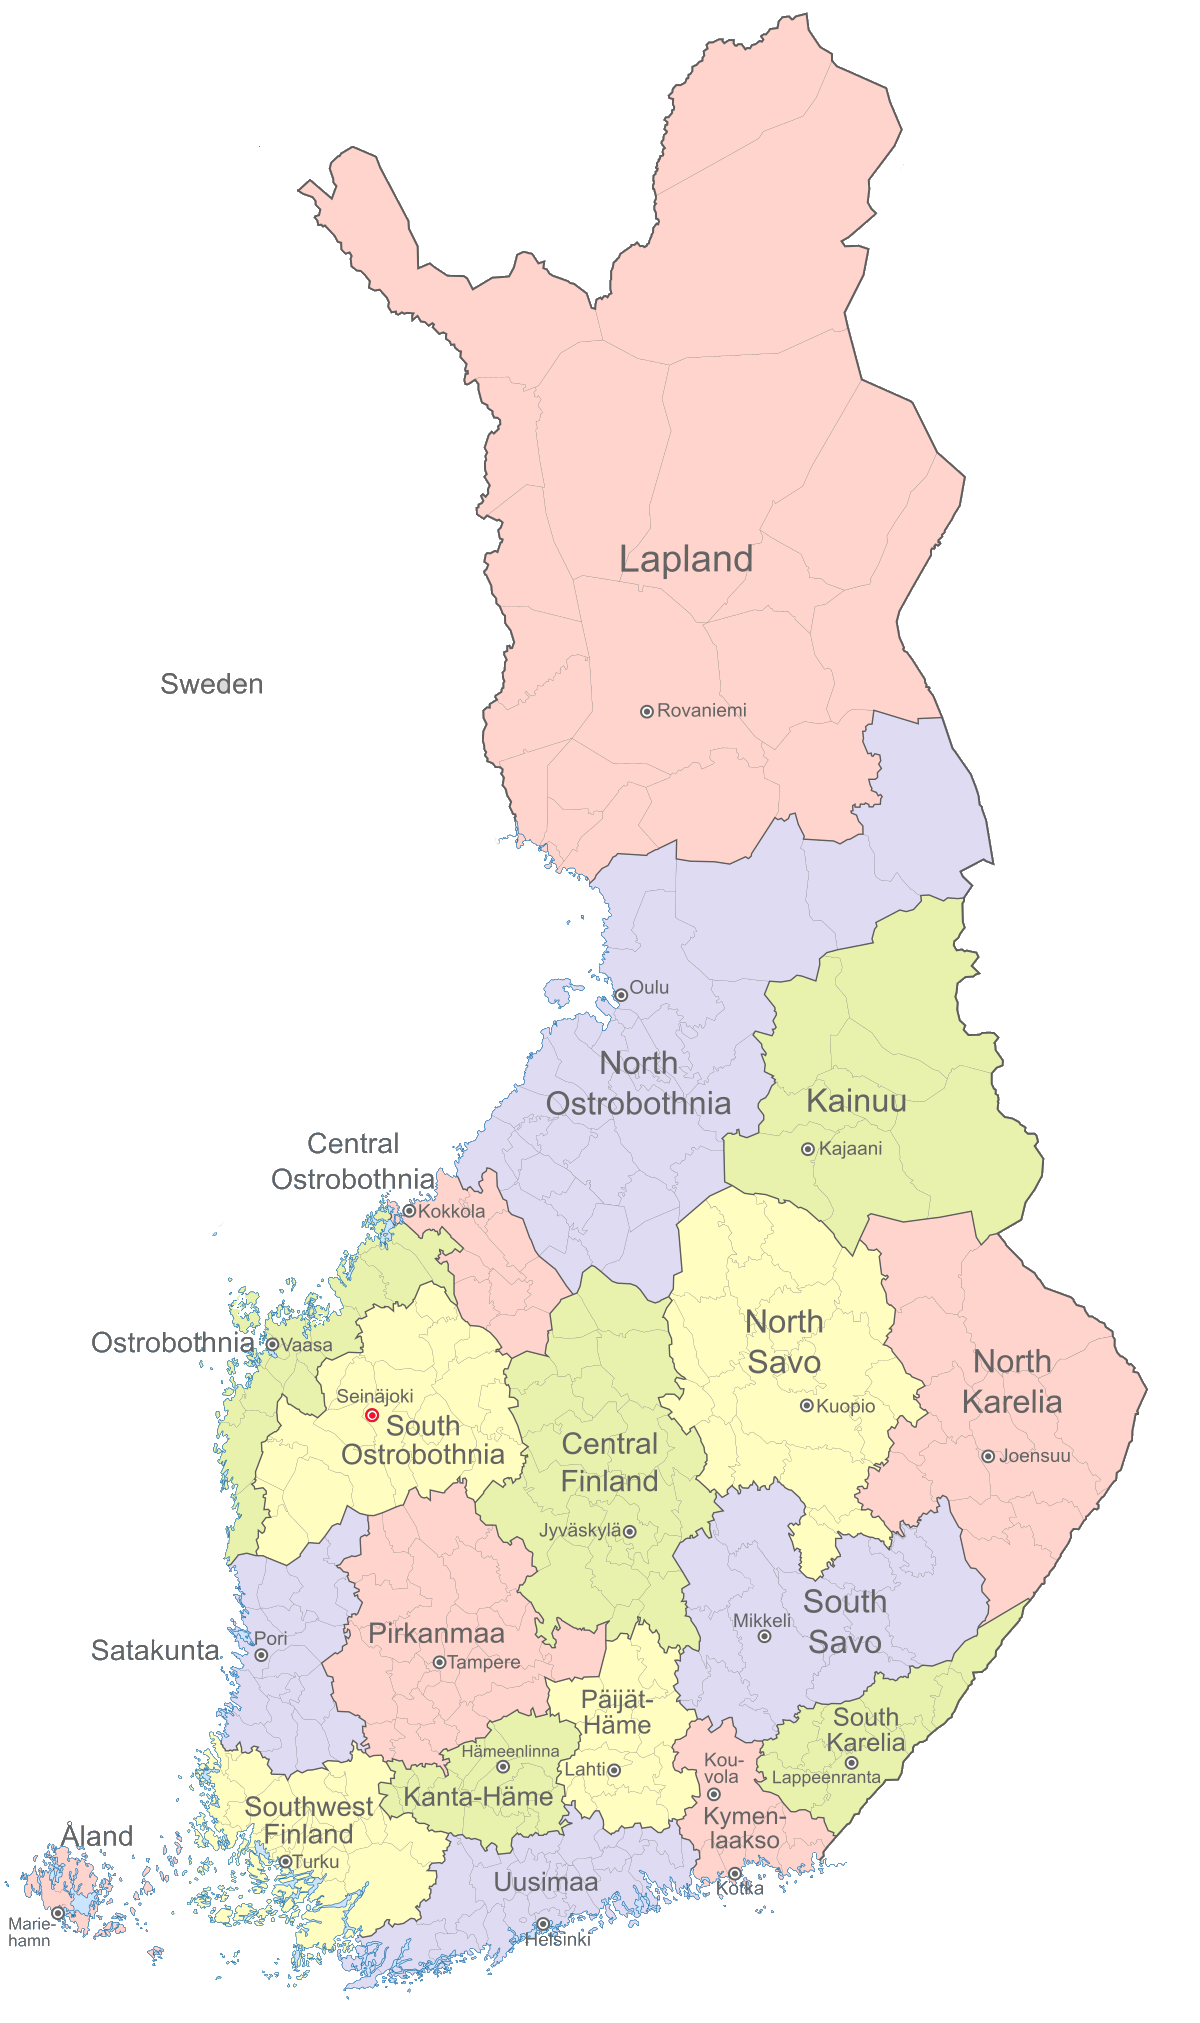 Lapland
Sweden
Rovaniemi
Oulu
North
Ostrobothnia
Kainuu
Kajaani
Central
Ostrobothnia
Kokkola
North
Savo
Ostrobothnia
Vaasa
North
Karelia
Seinäjoki
Kuopio
South
Ostrobothnia
Central
Finland
Joensuu
Jyväskylä
South
Savo
Mikkeli
Pirkanmaa
Pori
Satakunta
Tampere
Päijät-
Häme
South
Karelia
Hämeenlinna
Kou-
vola
Lahti
Lappeenranta
Kanta-Häme
Southwest
Finland
Kymen-
laakso
Åland
Turku
Uusimaa
Kotka
Marie-
hamn
Helsinki